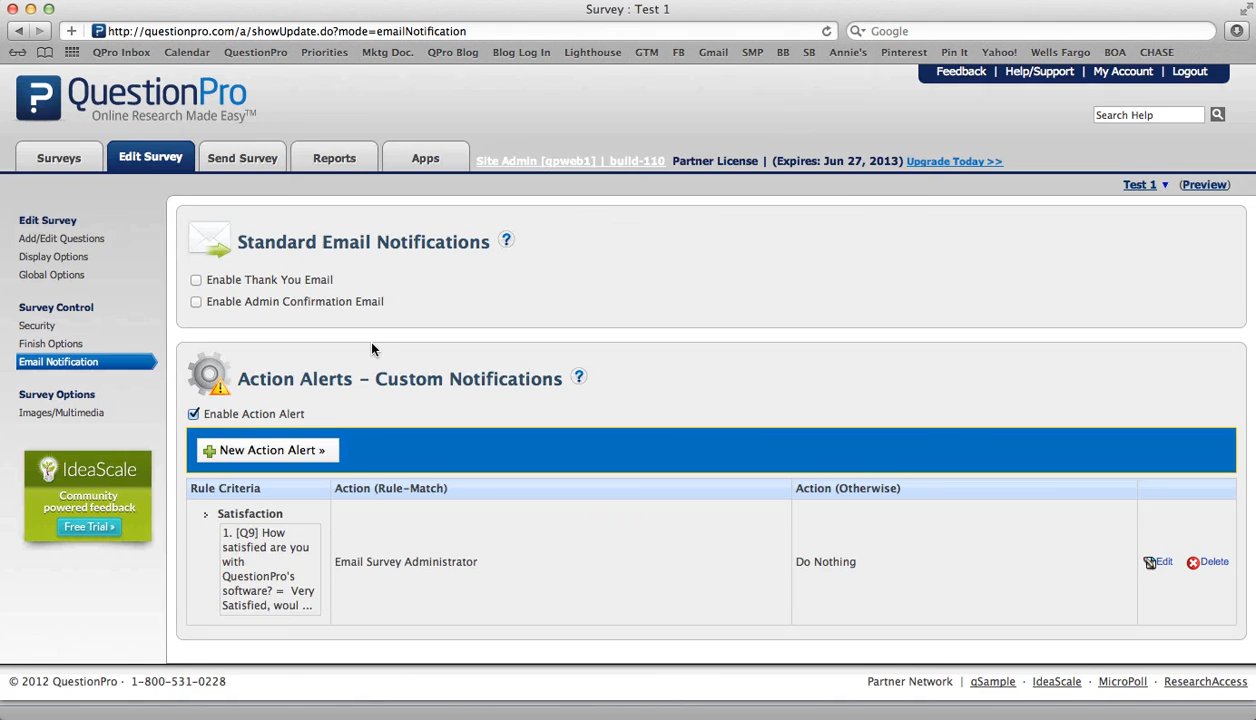 Survey : Test 1
http://questionpro.com/a/showUpdate.do?mode=emailNotification
Google
QPro Inbox Calendar QuestionPro Priorities Mktg Doc. QPro Blog Blog Log In Lighthouse GTM FB Gmail SMP BB SB Annie's Pinterest Pin It Yahoo! Wells Fargo BOA CHASE
Feedback | Help/Support | My Account | Logout
QuestionPro
Online Research Made Easy™
Search Help
Surveys Edit Survey Send Survey Reports Apps
Site Admin [qpweb1] | build-110 Partner License | (Expires: Jun 27, 2013) Upgrade Today >>
Test 1 ▼ (Preview)
Edit Survey
Add/Edit Questions
Display Options
Global Options
Survey Control
Security
Finish Options
Email Notification
Survey Options
Images/Multimedia
IdeaScale
Community
powered feedback
Free Trial »
Standard Email Notifications ?
Enable Thank You Email
Enable Admin Confirmation Email
Action Alerts - Custom Notifications ?
Enable Action Alert
New Action Alert »
Rule Criteria Action (Rule-Match) Action (Otherwise)
Satisfaction
1. [Q9] How
satisfied are you
with
QuestionPro's
software? = Very
Satisfied, woul ...
Email Survey Administrator Do Nothing Edit Delete
© 2012 QuestionPro · 1-800-531-0228
Partner Network | qSample · IdeaScale · MicroPoll · ResearchAccess